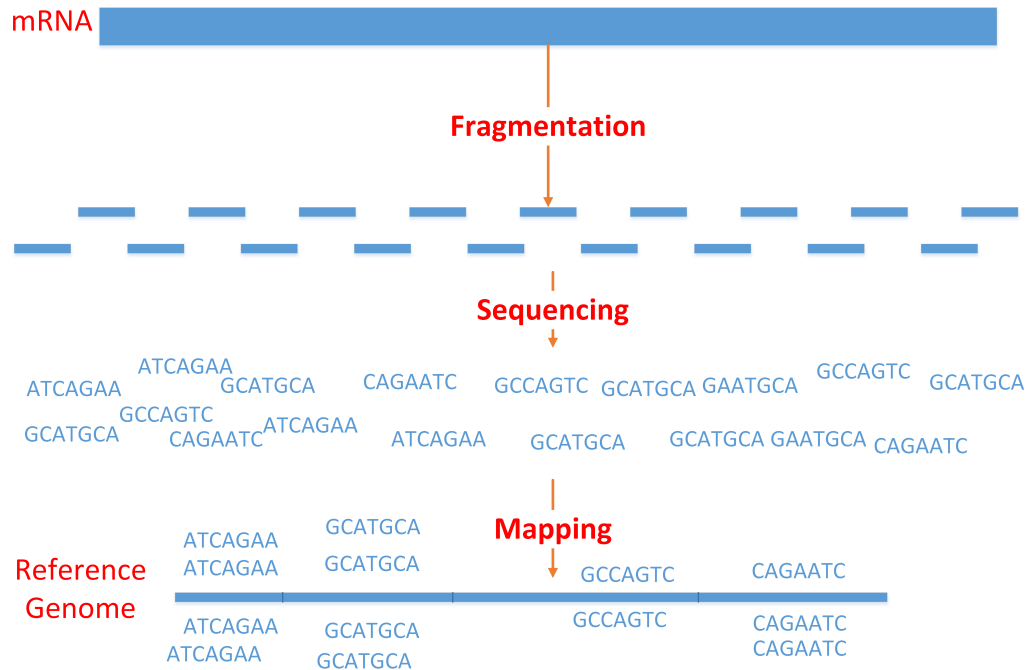 mRNA
Fragmentation
Sequencing
ATCAGAA
ATCAGAA
GCATGCA
CAGAATC
GCCAGTC
GCATGCA
GAATGCA
GCCAGTC
GCATGCA
GCATGCA
GCCAGTC
CAGAATC
ATCAGAA
ATCAGAA
GCATGCA
GCATGCA
GAATGCA
CAGAATC
Mapping
ATCAGAA
GCATGCA
ATCAGAA
GCATGCA
GCCAGTC
CAGAATC
Reference
Genome
ATCAGAA
GCATGCA
GCCAGTC
CAGAATC
ATCAGAA
GCATGCA
CAGAATC